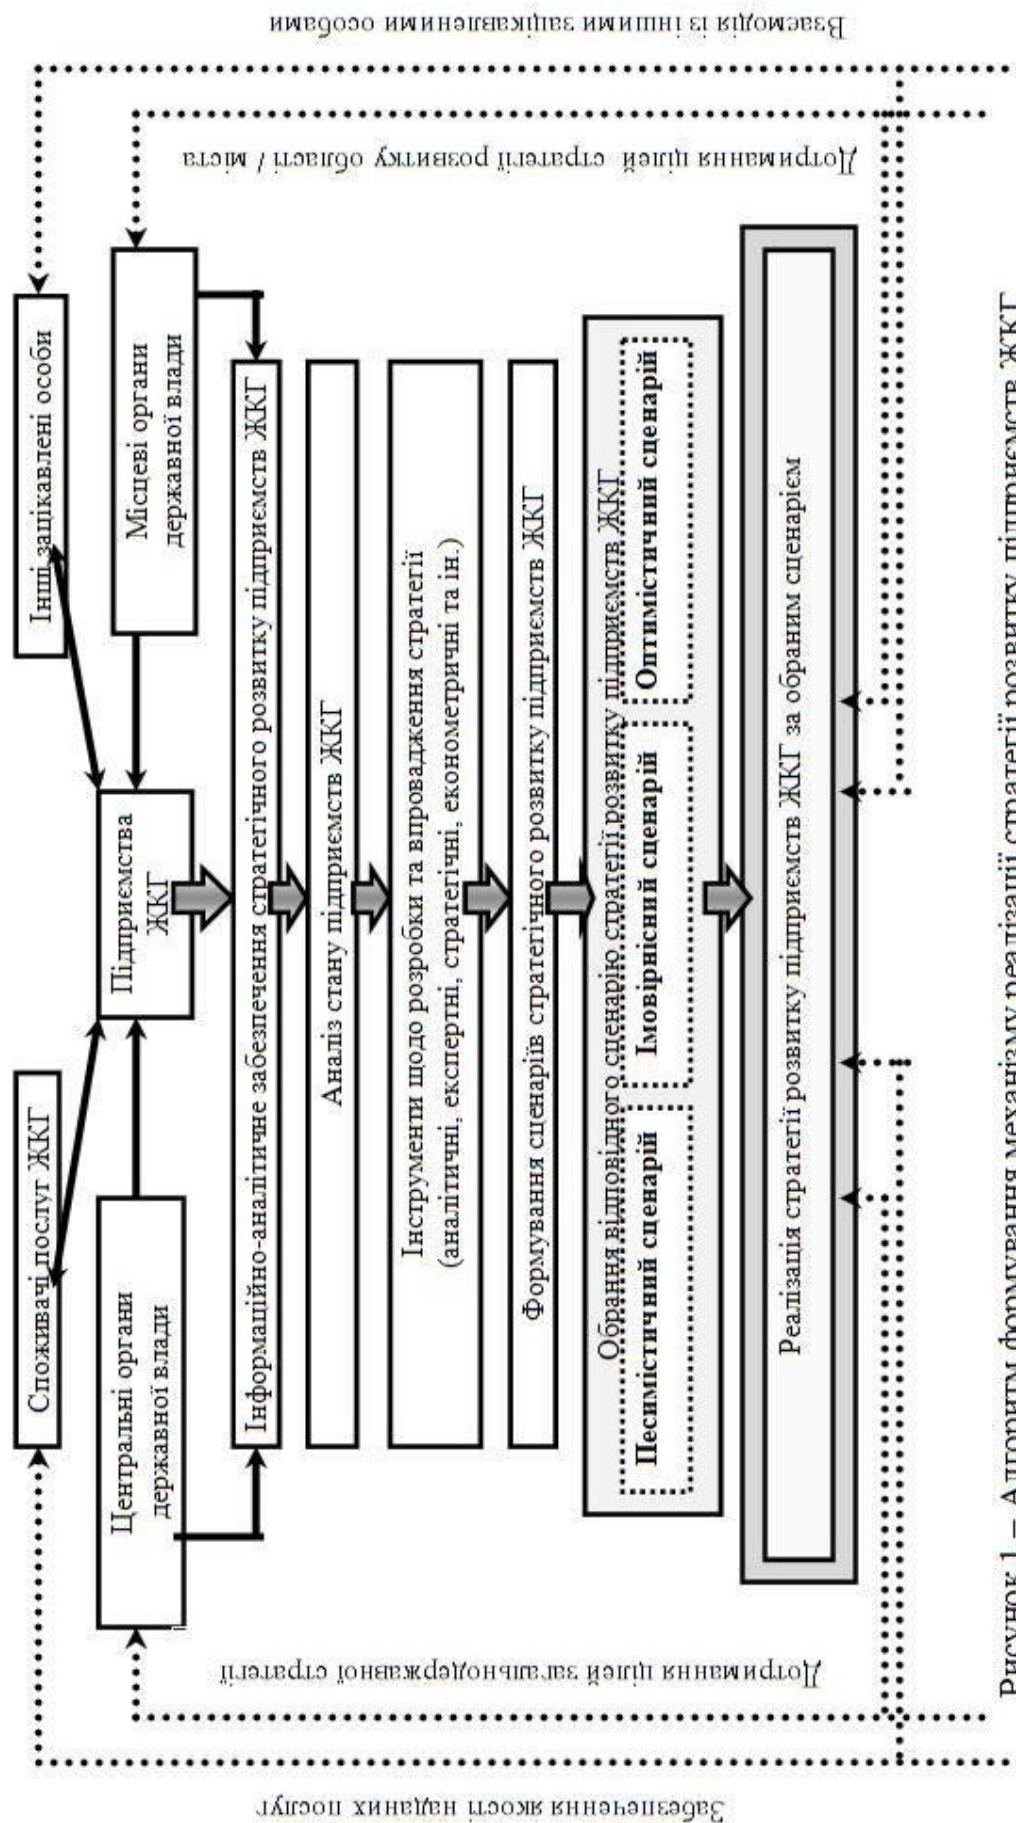 Споживачі послуг ЖКГ
Інші зацікавлені особи
Центральні органи
державної влади
Підприємства
ЖКГ
Місцеві органи
державної влади
Інформаційно-аналітичне забезпечення стратегічного розвитку підприємств ЖКГ
Аналіз стану підприємств ЖКГ
Інструменти щодо розробки та впровадження стратегії
(аналітичні, експертні, стратегічні, економетричні та ін.)
Формування сценаріїв стратегічного розвитку підприємств ЖКГ
Обрання відповідного сценарію стратегії розвитку підприємств ЖКГ
Песимістичний сценарій
Імовірнісний сценарій
Оптимістичний сценарій
Реалізація стратегії розвитку підприємств ЖКГ за обраним сценарієм
Забезпечення якості наданих послуг
Дотримання цілей загальнодержавної стратегії
Дотримання цілей стратегії розвитку області / міста
Взаємодія із іншими зацікавленими особами
Рисунок 1 – Алгоритм формування механізму реалізації стратегії розвитку підприємств ЖКГ